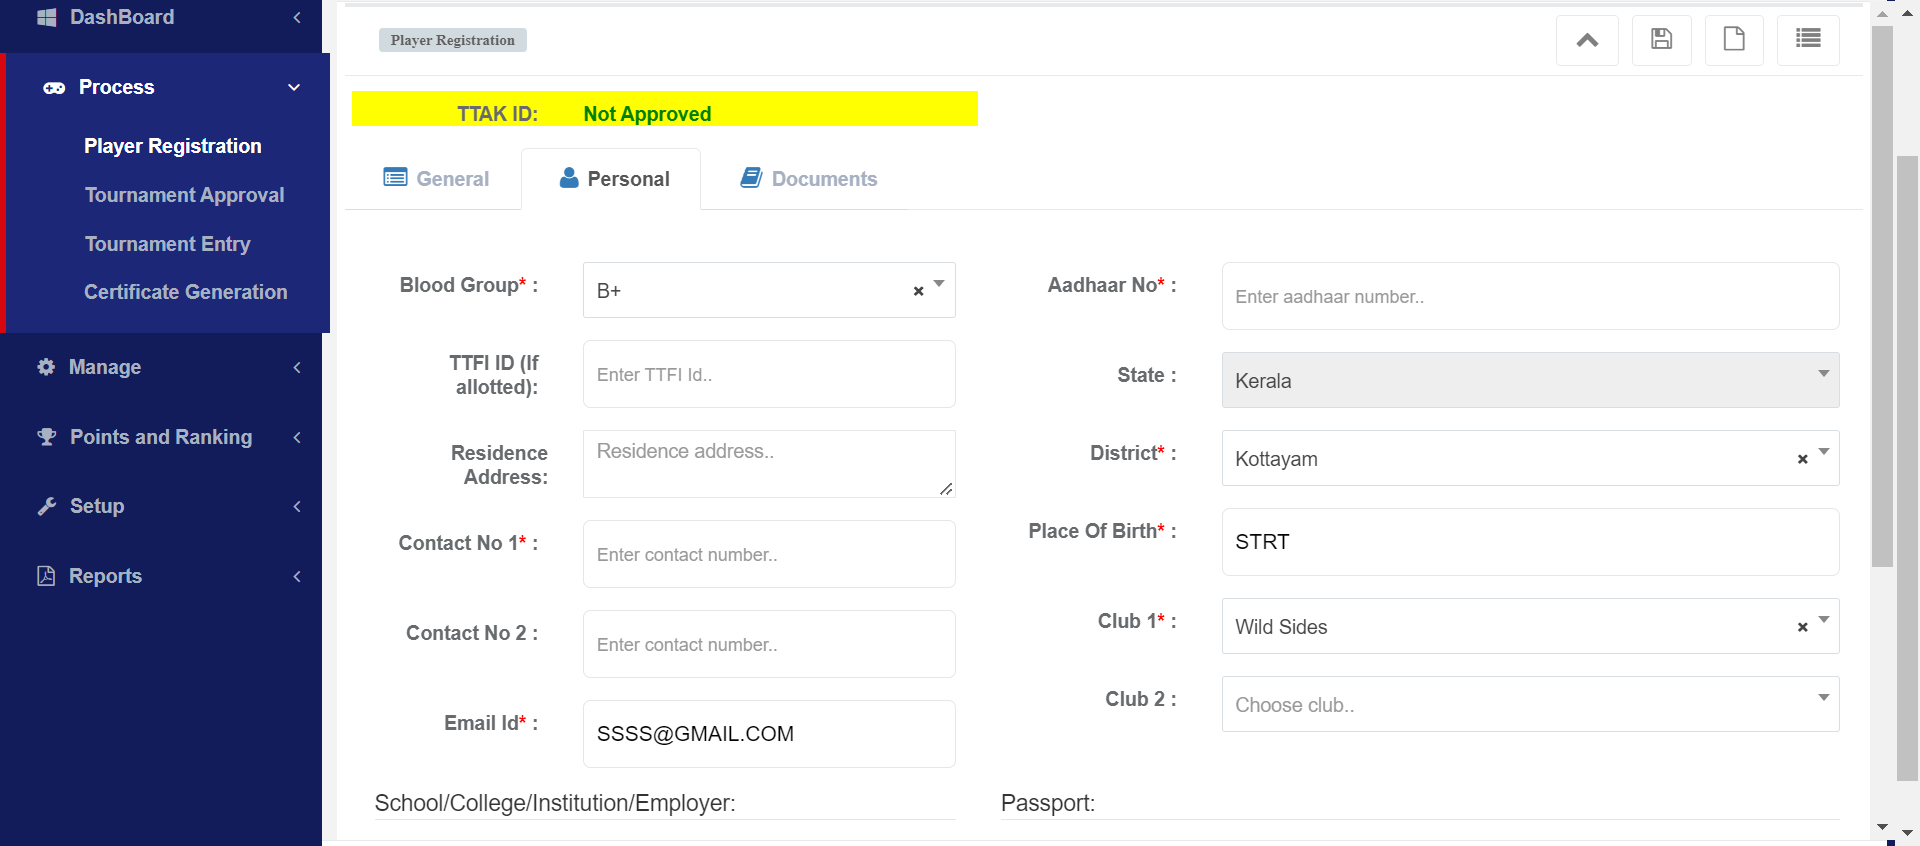 DashBoard
Process
Player Registration
Tournament Approval
Tournament Entry
Certificate Generation
Manage
Points and Ranking
Setup
Reports
Player Registration
TTAK ID: Not Approved
General Personal Documents
Blood Group* : B+
TTFI ID (If
allotted): Enter TTFI Id..
Residence
Address: Residence address..
Contact No 1* : Enter contact number..
Contact No 2 : Enter contact number..
Email Id* : SSSS@GMAIL.COM
School/College/Institution/Employer:
Aadhaar No* : Enter aadhaar number..
State : Kerala
District* : Kottayam
Place Of Birth* : STRT
Club 1* : Wild Sides
Club 2 : Choose club..
Passport: